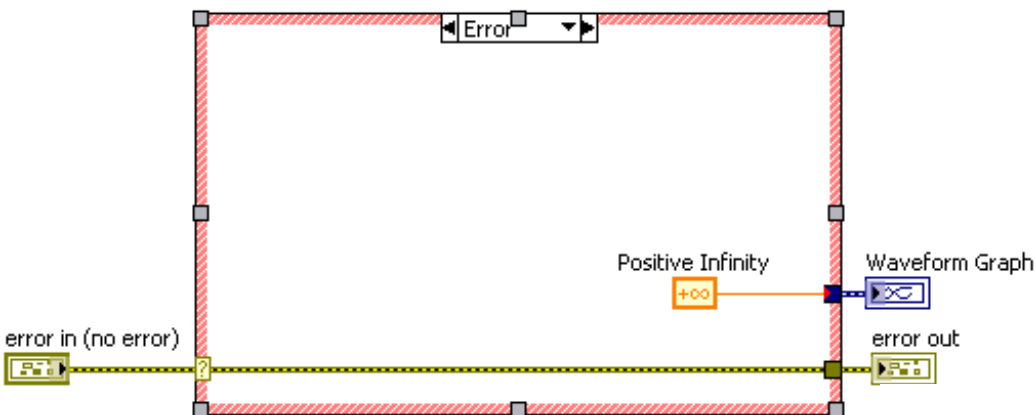 Error
Positive Infinity
Waveform Graph
+∞
error in (no error)
error out
?